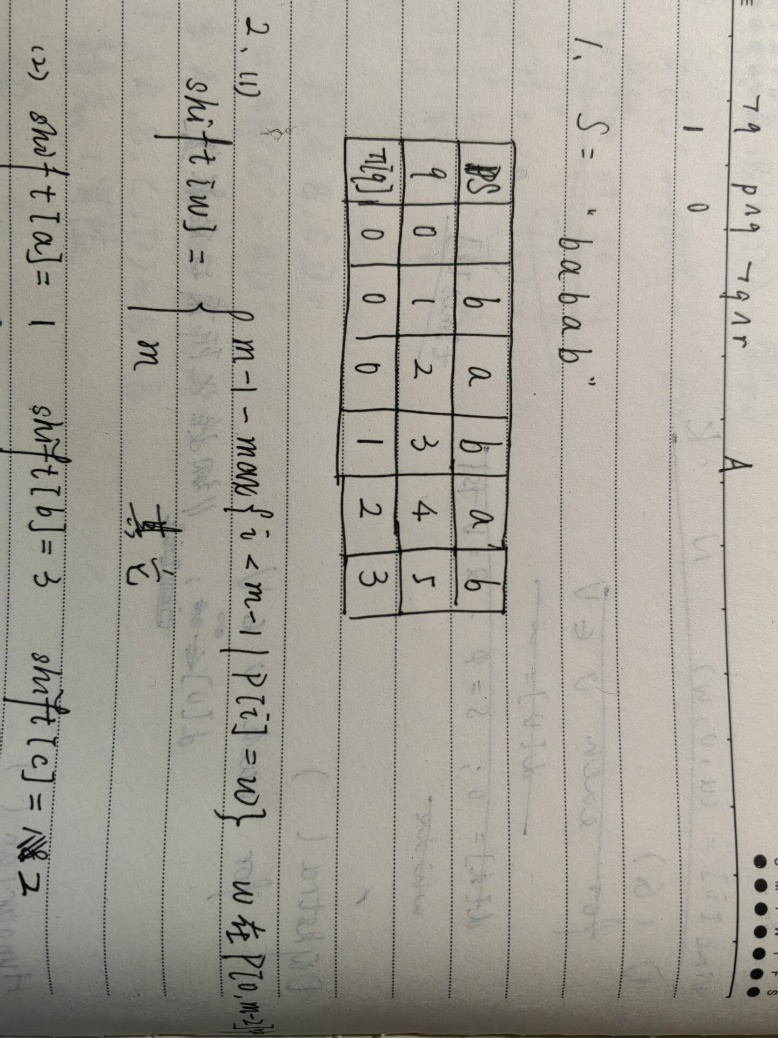 ¬q p∧q ¬q∧r A
1 0
1. S = "babab"
S b a b a b
q 0 1 2 3 4 5
π[q] 0 0 0 1 2 3
2. (1)
shift[w] = { m-1-max{i<m-1|P[i]=w} w在P[0,m-2]中
m 其它
(2) shift[a]=1 shift[b]=3 shift[c]=2